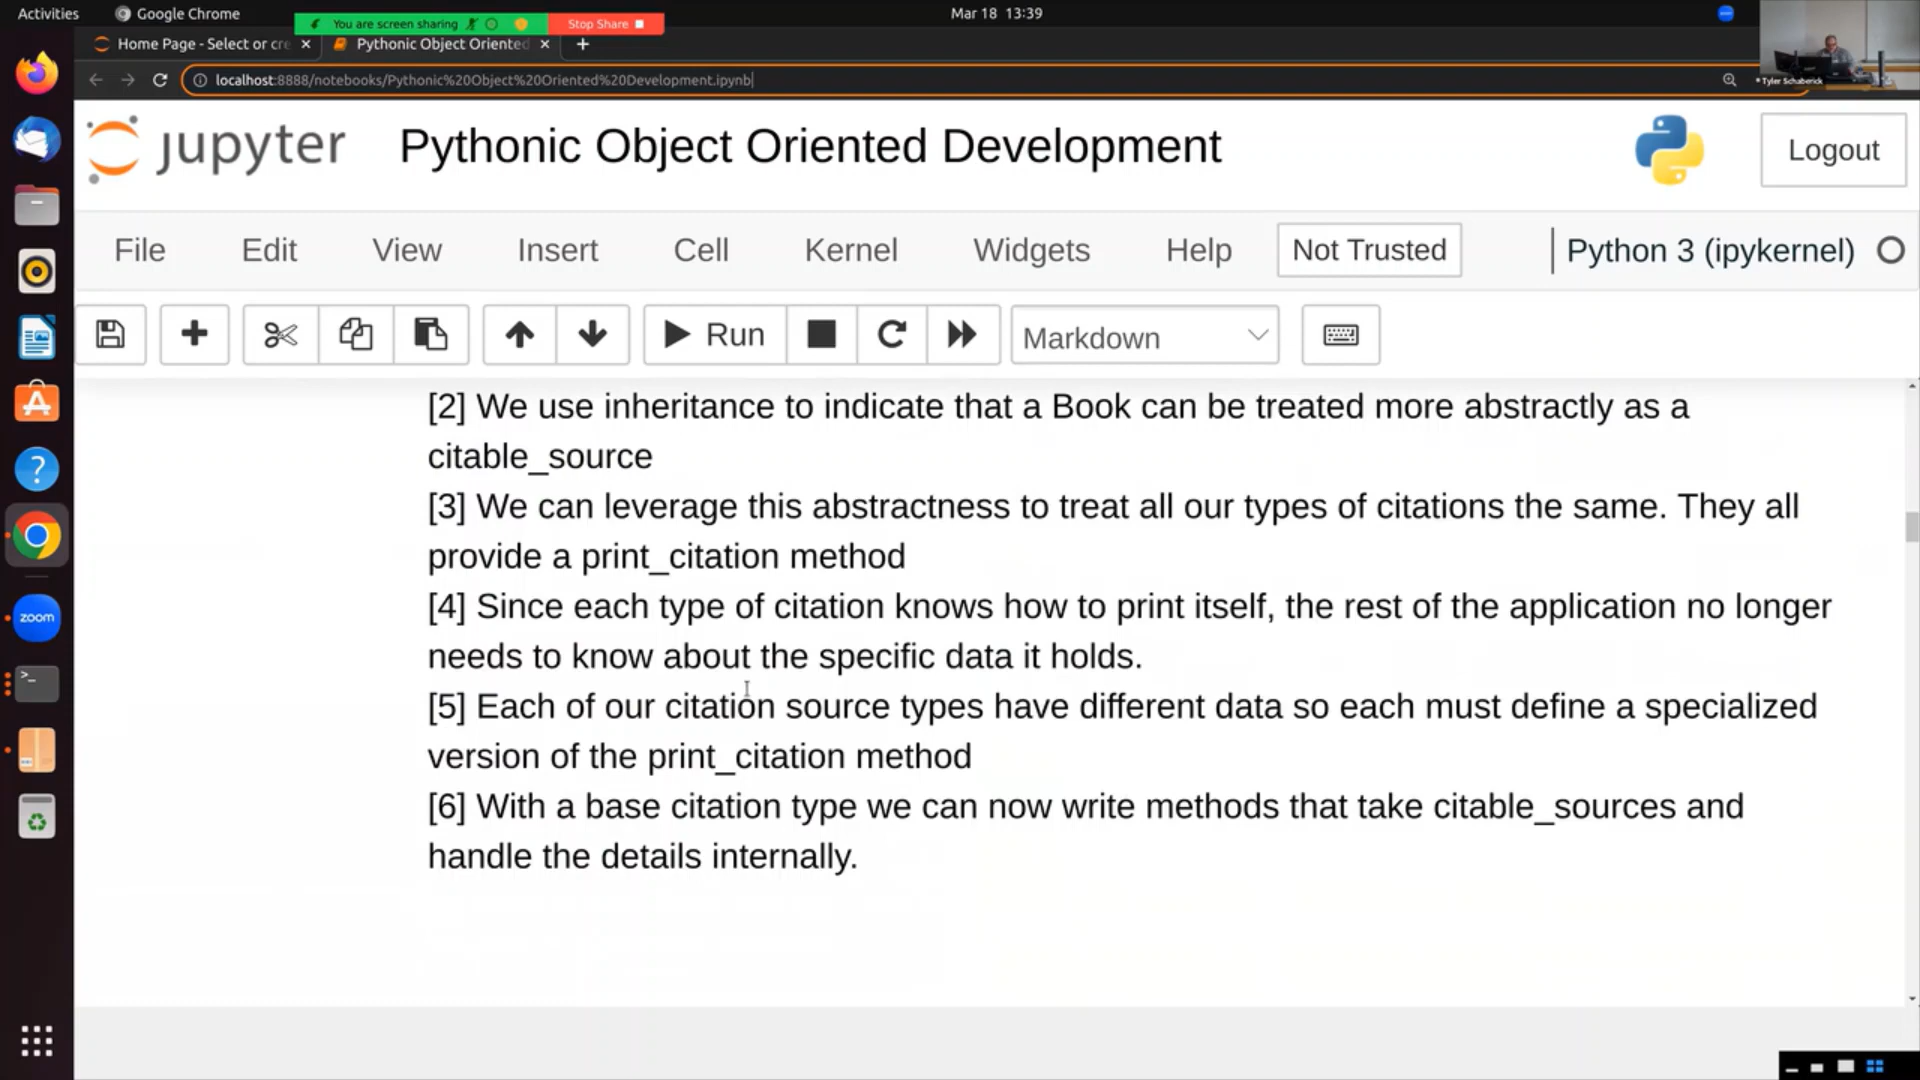 Activities
Google Chrome
Mar 18 13:39
You are screen sharing
Stop Share
Home Page - Select or cre
Pythonic Object Oriented
localhost:8888/notebooks/Pythonic%20Object%20Oriented%20Development.ipynb
Tyler Schaberick
jupyter
Pythonic Object Oriented Development
Logout
File Edit View Insert Cell Kernel Widgets Help
Not Trusted
Python 3 (ipykernel)
Run
Markdown
[2] We use inheritance to indicate that a Book can be treated more abstractly as a
citable_source
[3] We can leverage this abstractness to treat all our types of citations the same. They all
provide a print_citation method
[4] Since each type of citation knows how to print itself, the rest of the application no longer
needs to know about the specific data it holds.
[5] Each of our citation source types have different data so each must define a specialized
version of the print_citation method
[6] With a base citation type we can now write methods that take citable_sources and
handle the details internally.
zoom